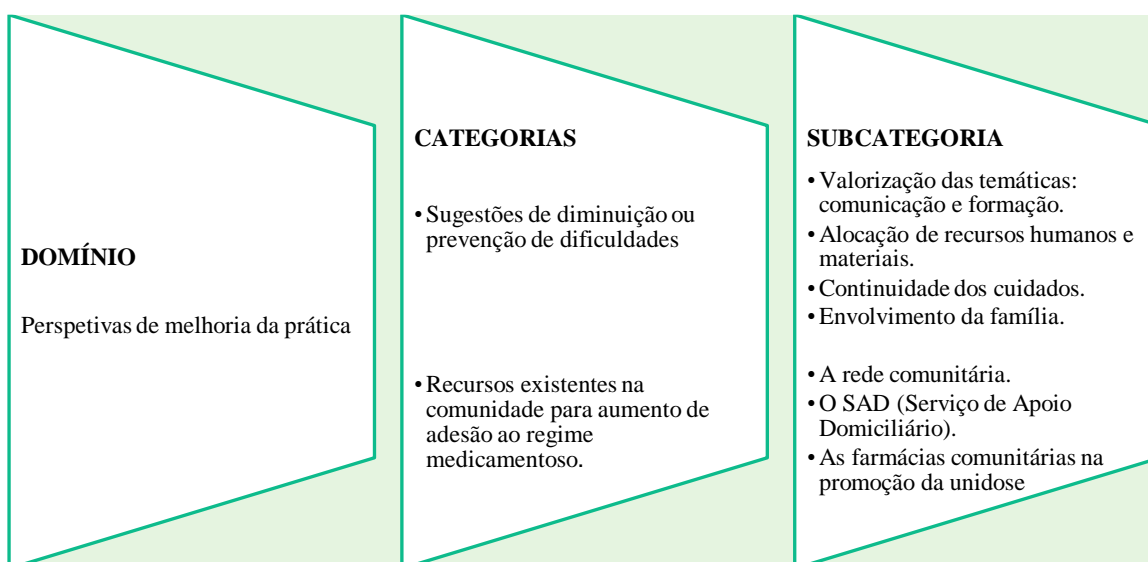 DOMÍNIO
Perspetivas de melhoria da prática
CATEGORIAS
• Sugestões de diminuição ou
prevenção de dificuldades
• Recursos existentes na
comunidade para aumento de
adesão ao regime
medicamentoso.
SUBCATEGORIA
• Valorização das temáticas:
comunicação e formação.
• Alocação de recursos humanos e
materiais.
• Continuidade dos cuidados.
• Envolvimento da família.
• A rede comunitária.
• O SAD (Serviço de Apoio
Domiciliário).
• As farmácias comunitárias na
promoção da unidose